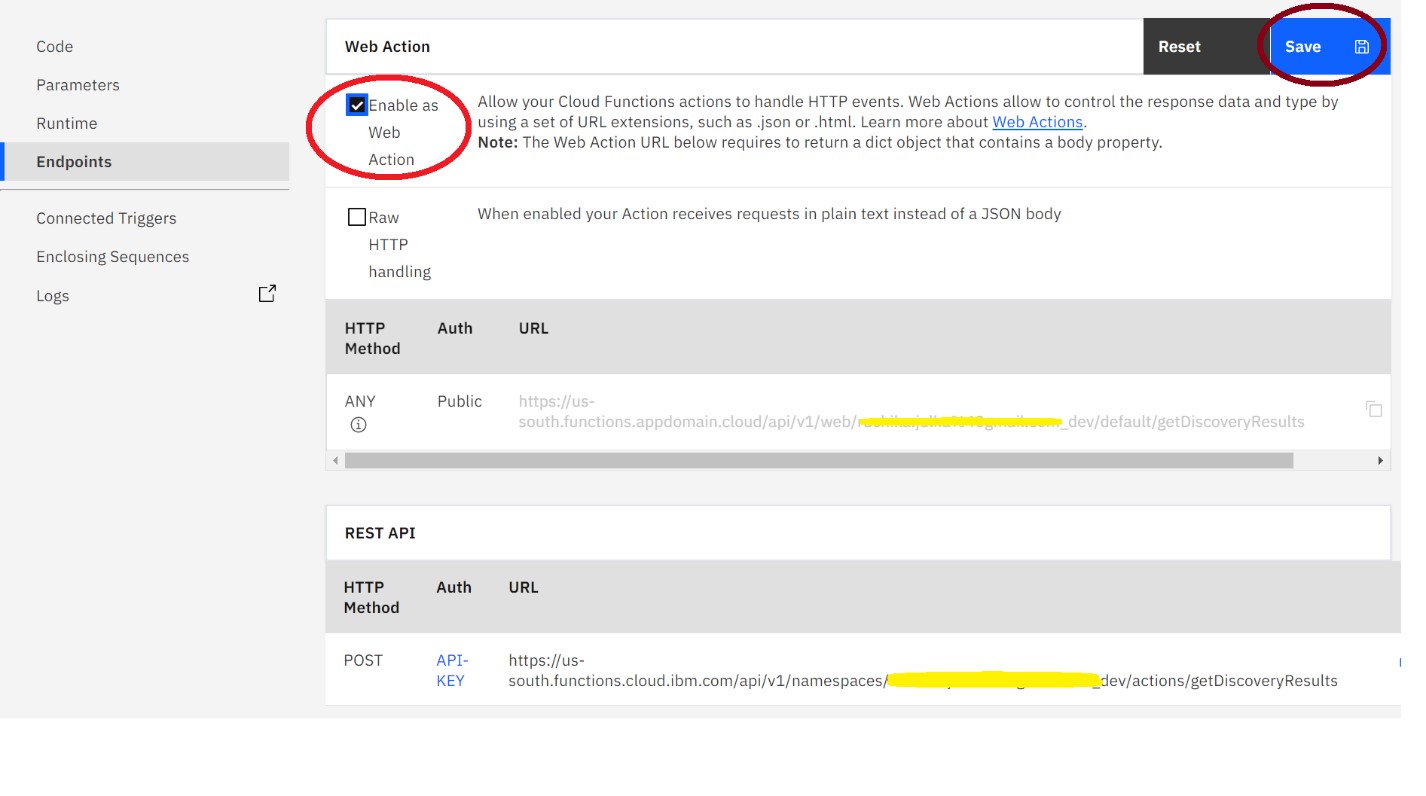 Code
Parameters
Runtime
Endpoints
Connected Triggers
Enclosing Sequences
Logs
Web Action
Reset
Save
Enable as
Web
Action
Allow your Cloud Functions actions to handle HTTP events. Web Actions allow to control the response data and type by
using a set of URL extensions, such as .json or .html. Learn more about Web Actions.
Note: The Web Action URL below requires to return a dict object that contains a body property.
Raw
HTTP
handling
When enabled your Action receives requests in plain text instead of a JSON body
HTTP
Method
Auth
URL
ANY
Public
https://us-
south.functions.appdomain.cloud/api/v1/web/ _dev/default/getDiscoveryResults
REST API
HTTP
Method
Auth
URL
POST
API-
KEY
https://us-
south.functions.cloud.ibm.com/api/v1/namespaces/ _dev/actions/getDiscoveryResults